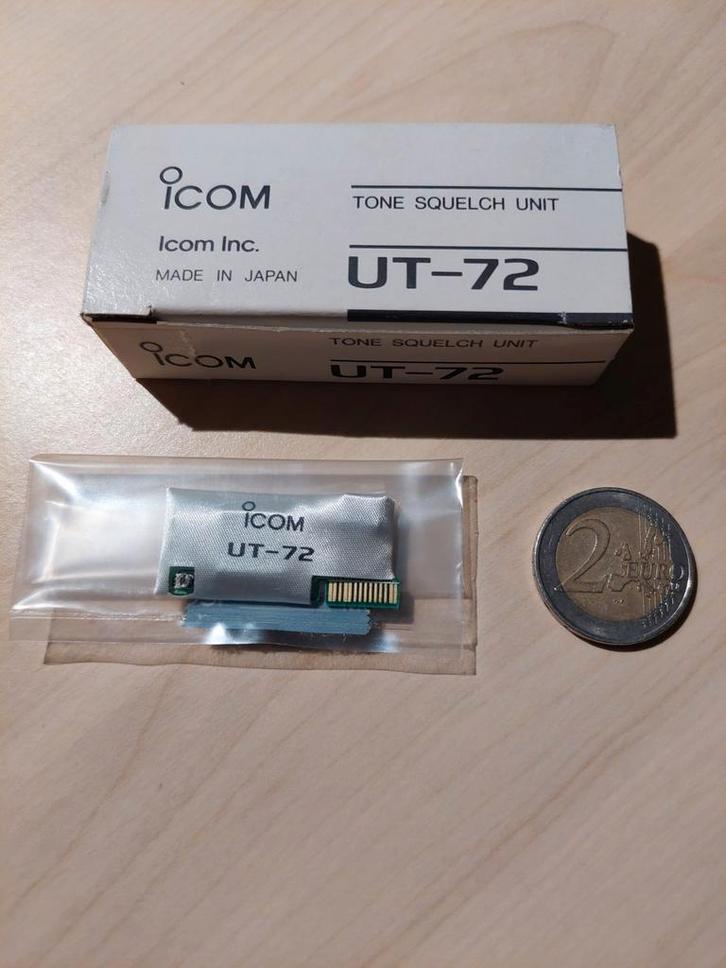 ICOM
TONE SQUELCH UNIT
Icom Inc.
MADE IN JAPAN
UT-72
ICOM
TONE SQUELCH UNIT
UT-72
ICOM
UT-72
2 EURO